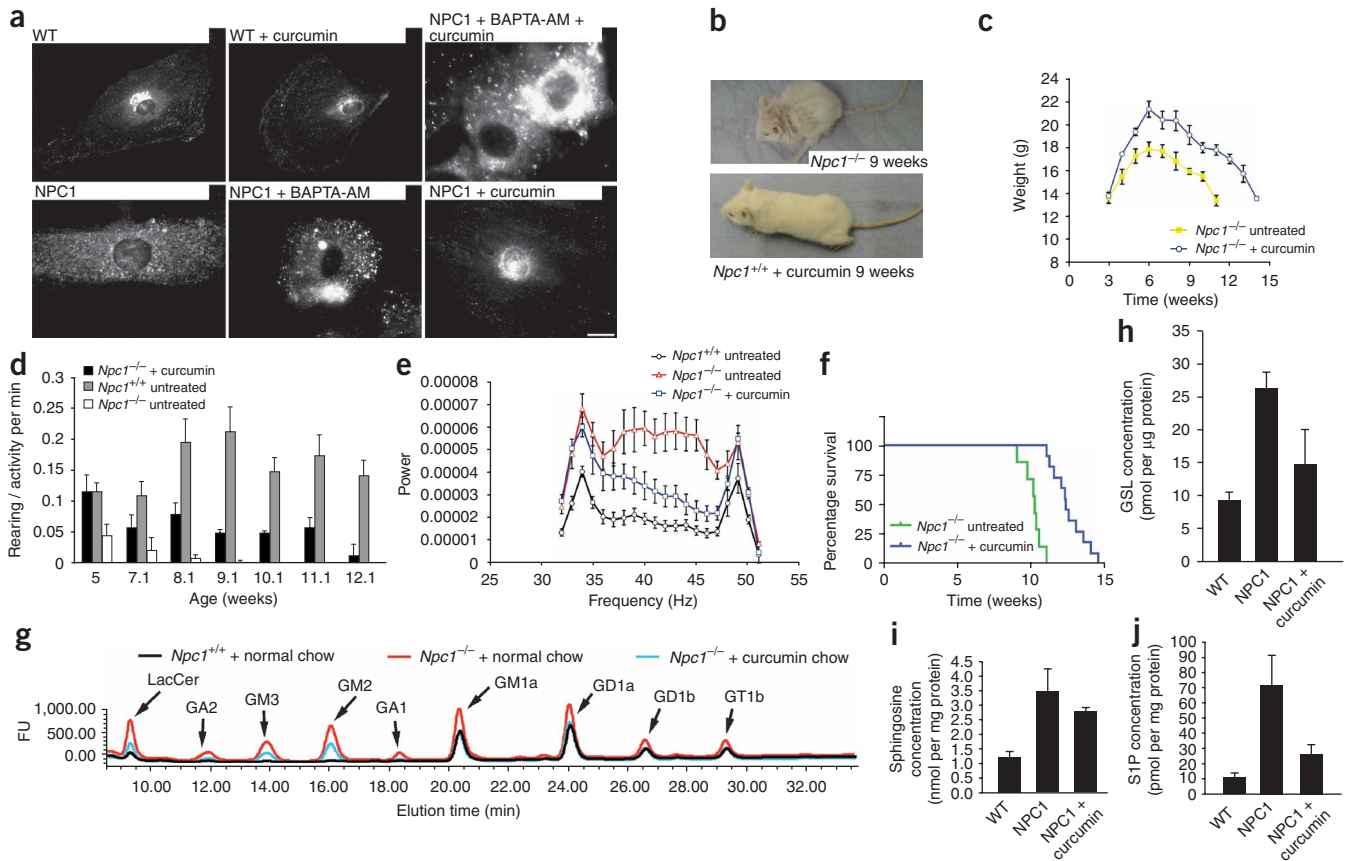 a
WT
WT + curcumin
NPC1 + BAPTA-AM +
curcumin
NPC1
NPC1 + BAPTA-AM
NPC1 + curcumin
b
Npc1–/– 9 weeks
Npc1+/+ + curcumin 9 weeks
c
24
22
20
18
16
14
12
10
8
Weight (g)
Npc1–/– untreated
Npc1–/– + curcumin
0 3 6 9 12 15
Time (weeks)
d
Npc1–/– + curcumin
Npc1+/+ untreated
Npc1–/– untreated
0.3
0.25
0.2
0.15
0.1
0.05
0
Rearing / activity per min
5 7.1 8.1 9.1 10.1 11.1 12.1
Age (weeks)
e
Npc1+/+ untreated
Npc1–/– untreated
Npc1–/– + curcumin
0.00008
0.00007
0.00006
0.00005
0.00004
0.00003
0.00002
0.00001
0
Power
25 35 45 55
Frequency (Hz)
f
100
75
50
25
0
Percentage survival
Npc1–/– untreated
Npc1–/– + curcumin
0 5 10 15
Time (weeks)
h
35
30
25
20
15
10
5
0
GSL concentration
(pmol per µg protein)
WT
NPC1
NPC1 +
curcumin
g
Npc1+/+ + normal chow
Npc1–/– + normal chow
Npc1–/– + curcumin chow
LacCer
GA2
GM3
GM2
GA1
GM1a
GD1a
GD1b
GT1b
FU
1,000.00
500.00
0.00
10.00 12.00 14.00 16.00 18.00 20.00 22.00 24.00 26.00 28.00 30.00 32.00
Elution time (min)
i
4.5
4.0
3.5
3.0
2.5
2.0
1.5
1.0
0.5
0.0
Sphingosine
concentration
(nmol per mg protein)
WT
NPC1
NPC1 +
curcumin
j
100
90
80
70
60
50
40
30
20
10
0
S1P concentration
(pmol per mg protein)
WT
NPC1
NPC1 +
curcumin